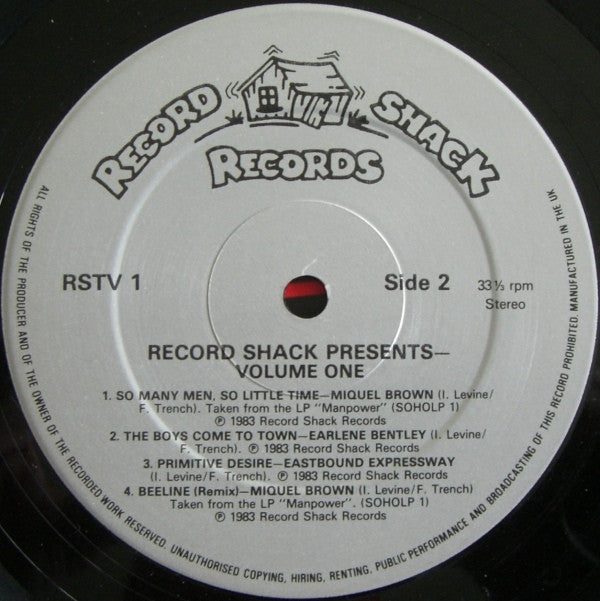 RECORD SHACK
RECORDS
RSTV 1
Side 2
33⅓ rpm
Stereo
RECORD SHACK PRESENTS—
VOLUME ONE
1. SO MANY MEN, SO LITTLE TIME—MIQUEL BROWN (I. Levine/
F. Trench). Taken from the LP "Manpower" (SOHOLP 1)
℗ 1983 Record Shack Records
2. THE BOYS COME TO TOWN—EARLENE BENTLEY (I. Levine/
F. Trench). ℗ 1983 Record Shack Records
3. PRIMITIVE DESIRE—EASTBOUND EXPRESSWAY
(I. Levine/F. Trench). ℗ 1983 Record Shack Records
4. BEELINE (Remix)—MIQUEL BROWN (I. Levine/F. Trench)
Taken from the LP "Manpower". (SOHOLP 1)
℗ 1983 Record Shack Records
ALL RIGHTS OF THE PRODUCER AND OF THE OWNER OF THE RECORDED WORK RESERVED. UNAUTHORISED COPYING, HIRING, RENTING, PUBLIC PERFORMANCE AND BROADCASTING OF THIS RECORD PROHIBITED. MANUFACTURED IN THE UK